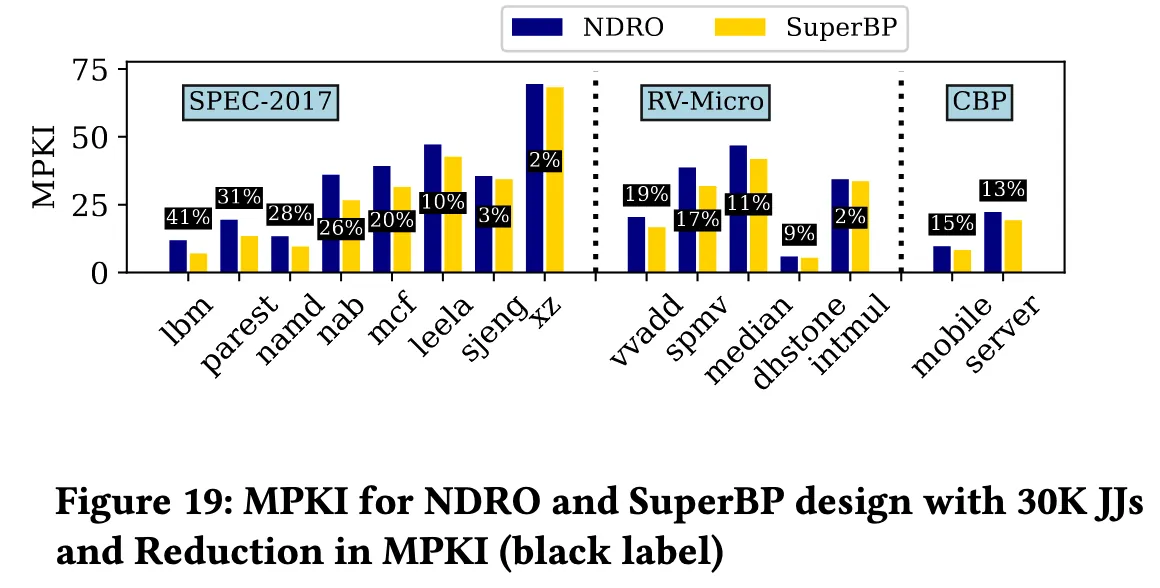 NDRO SuperBP
75
50
25
0
MPKI
SPEC-2017 RV-Micro CBP
41% 31% 28% 26% 20% 10% 3% 2% 19% 17% 11% 9% 2% 15% 13%
lbm parest namd nab mcf leela sjeng xz vvadd spmv median dhstone intmul mobile server
Figure 19: MPKI for NDRO and SuperBP design with 30K JJs
and Reduction in MPKI (black label)